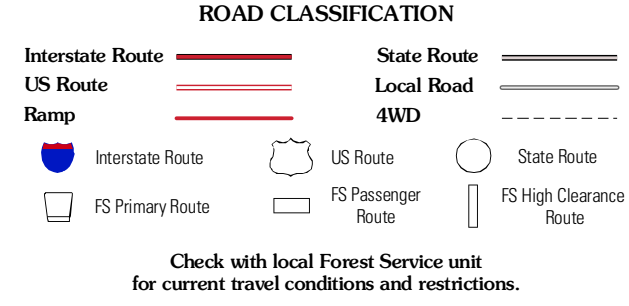 ROAD CLASSIFICATION
Interstate Route
State Route
US Route
Local Road
Ramp
4WD
Interstate Route
US Route
State Route
FS Primary Route
FS Passenger
Route
FS High Clearance
Route
Check with local Forest Service unit
for current travel conditions and restrictions.